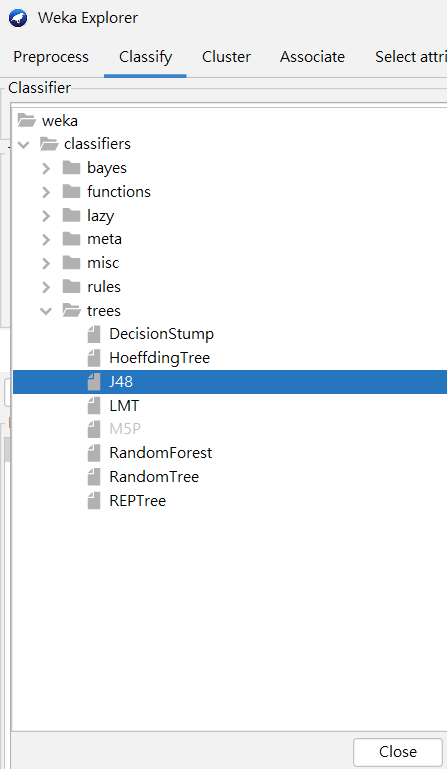 Weka Explorer
Preprocess Classify Cluster Associate Select attri
Classifier
weka
classifiers
bayes
functions
lazy
meta
misc
rules
trees
DecisionStump
HoeffdingTree
J48
LMT
M5P
RandomForest
RandomTree
REPTree
Close